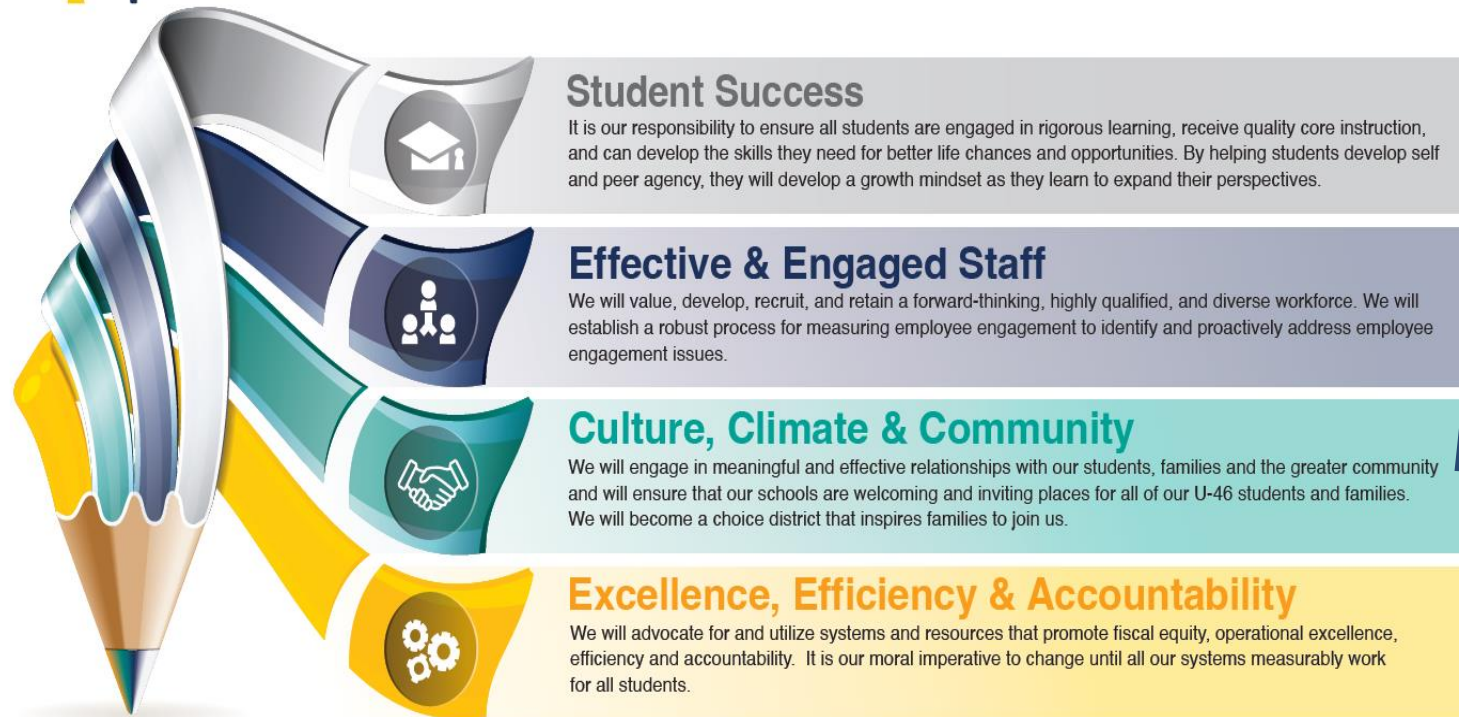 Student Success
It is our responsibility to ensure all students are engaged in rigorous learning, receive quality core instruction,
and can develop the skills they need for better life chances and opportunities. By helping students develop self
and peer agency, they will develop a growth mindset as they learn to expand their perspectives.
Effective & Engaged Staff
We will value, develop, recruit, and retain a forward-thinking, highly qualified, and diverse workforce. We will
establish a robust process for measuring employee engagement to identify and proactively address employee
engagement issues.
Culture, Climate & Community
We will engage in meaningful and effective relationships with our students, families and the greater community
and will ensure that our schools are welcoming and inviting places for all of our U-46 students and families.
We will become a choice district that inspires families to join us.
Excellence, Efficiency & Accountability
We will advocate for and utilize systems and resources that promote fiscal equity, operational excellence,
efficiency and accountability.  It is our moral imperative to change until all our systems measurably work
for all students.